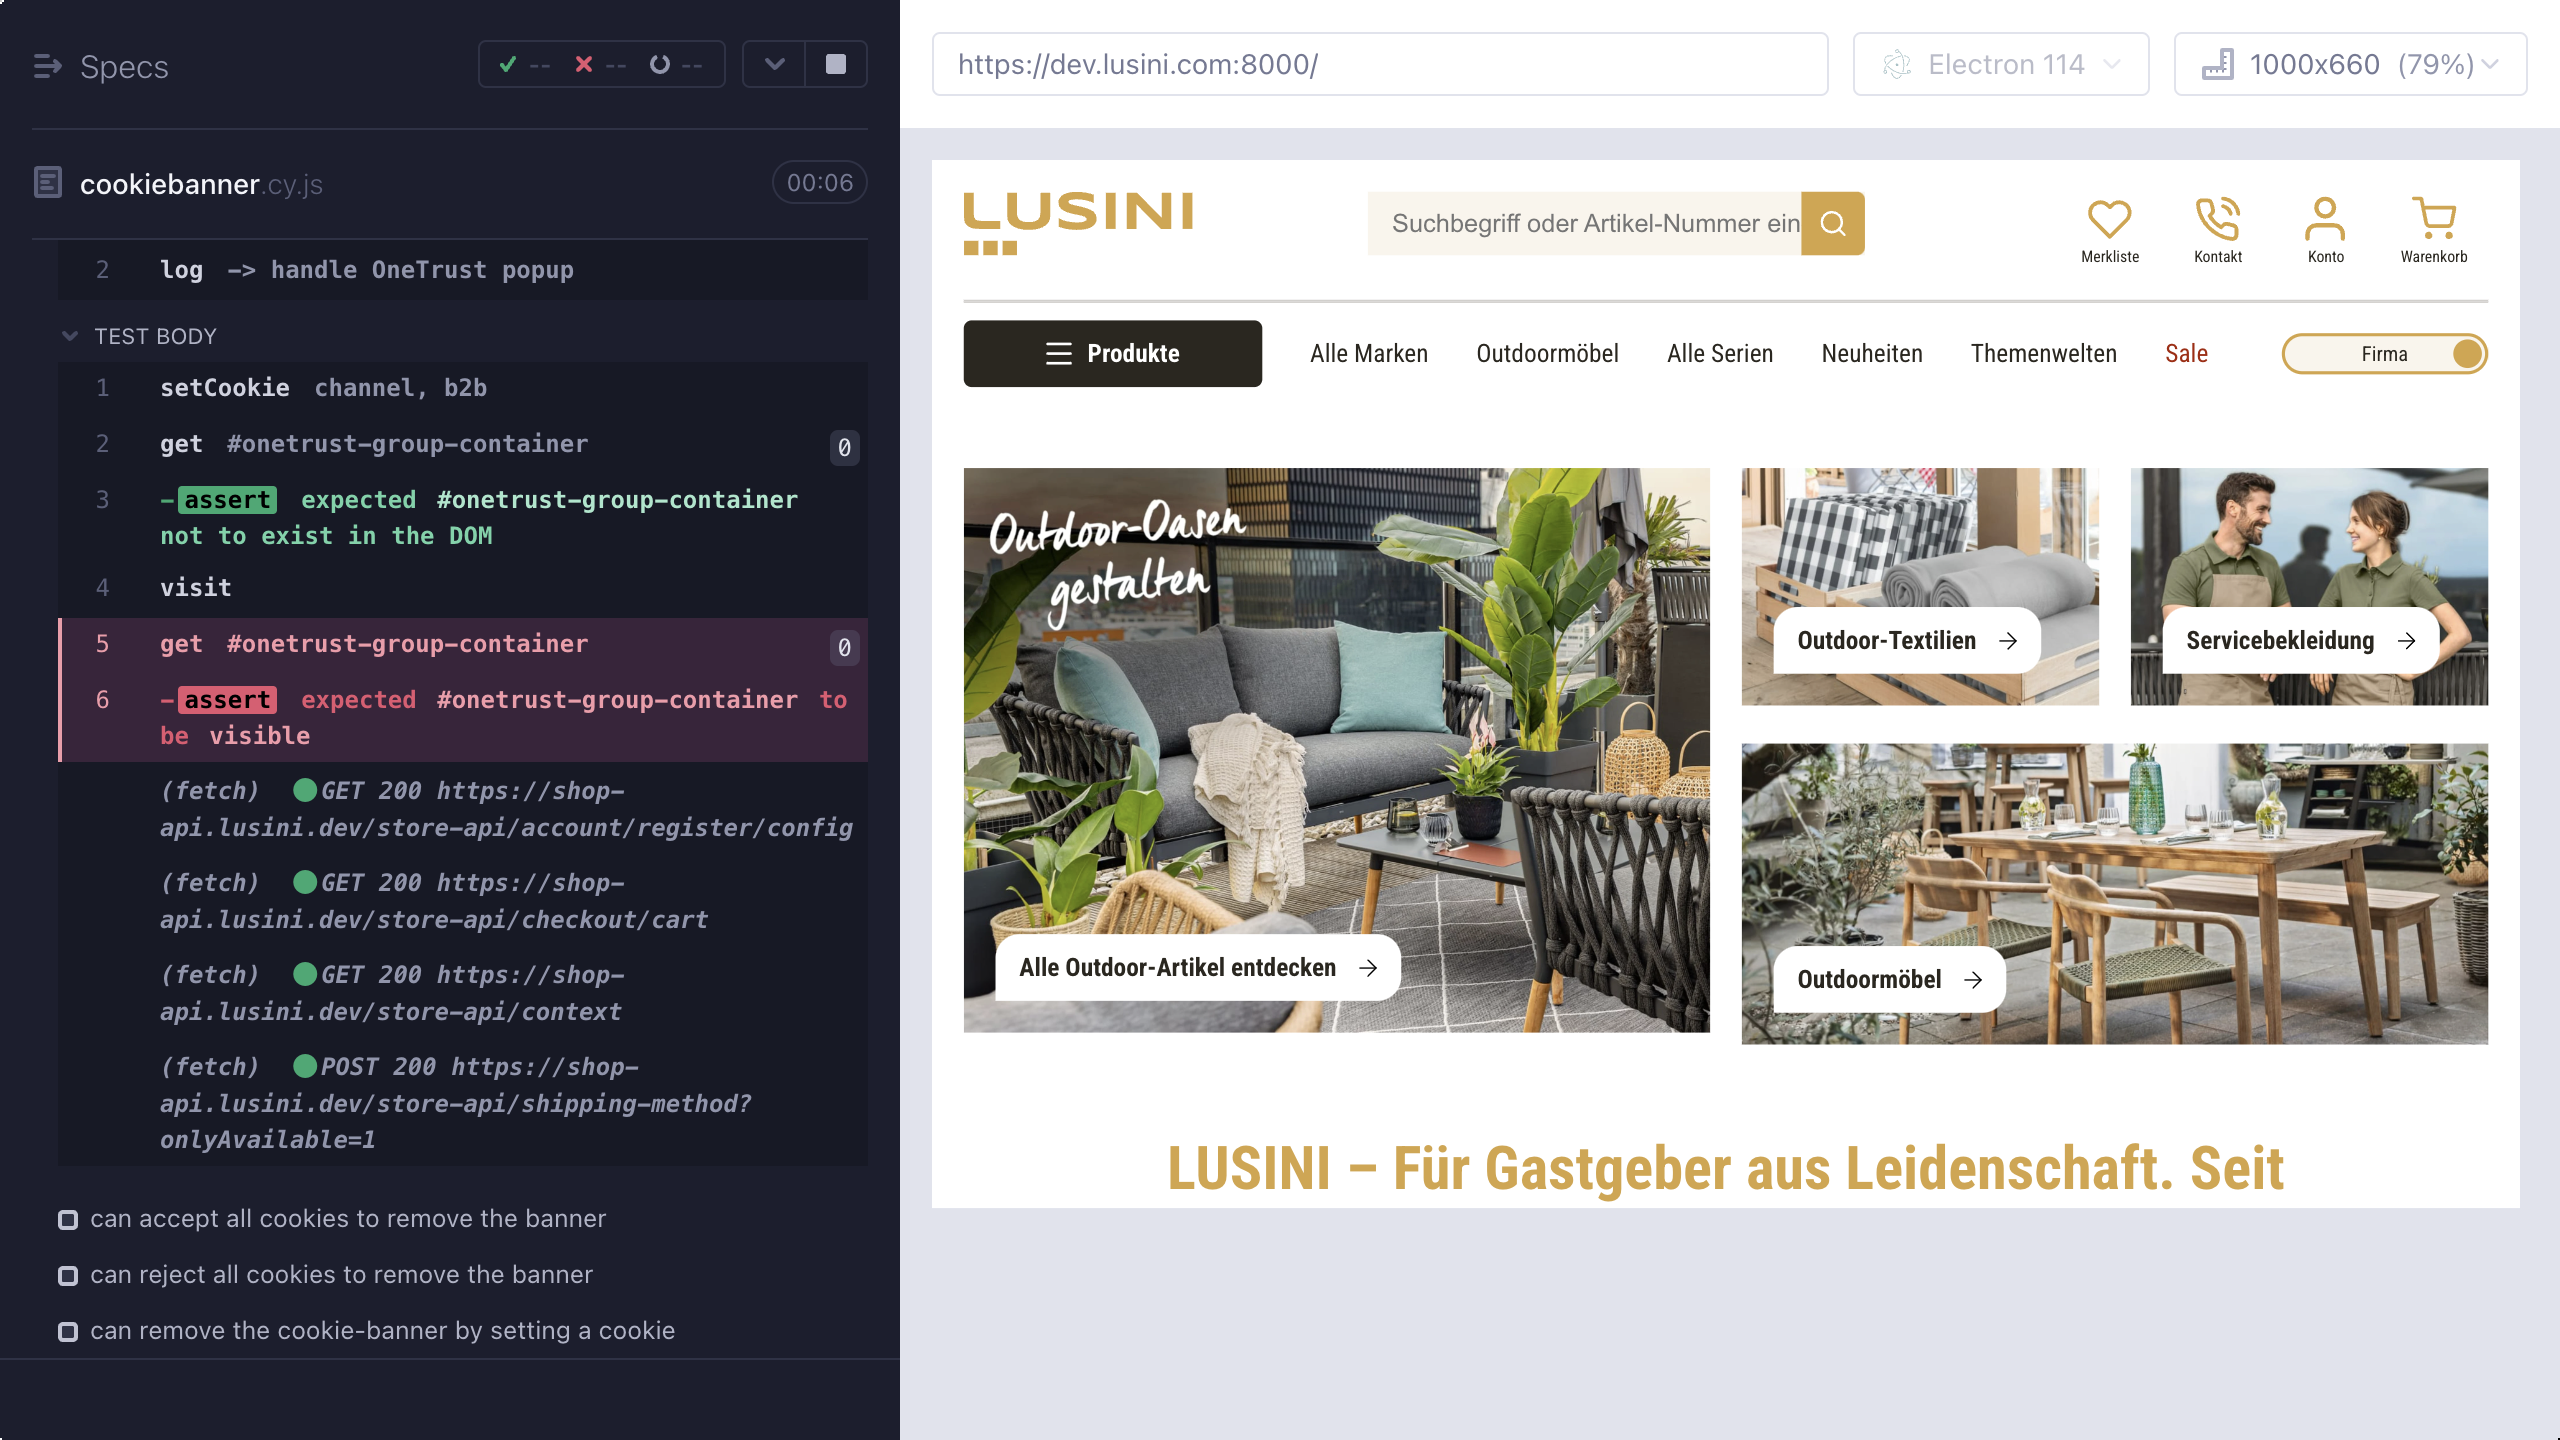 Specs
-- -- --
cookiebanner.cy.js
00:06
2 log -> handle OneTrust popup
TEST BODY
1 setCookie channel, b2b
2 get #onetrust-group-container 0
3 -assert expected #onetrust-group-container
not to exist in the DOM
4 visit
5 get #onetrust-group-container 0
6 -assert expected #onetrust-group-container to
be visible
(fetch) GET 200 https://shop-
api.lusini.dev/store-api/account/register/config
(fetch) GET 200 https://shop-
api.lusini.dev/store-api/checkout/cart
(fetch) GET 200 https://shop-
api.lusini.dev/store-api/context
(fetch) POST 200 https://shop-
api.lusini.dev/store-api/shipping-method?
onlyAvailable=1
can accept all cookies to remove the banner
can reject all cookies to remove the banner
can remove the cookie-banner by setting a cookie
https://dev.lusini.com:8000/
Electron 114
1000x660 (79%)
LUSINI
Suchbegriff oder Artikel-Nummer ein
Merkliste
Kontakt
Konto
Warenkorb
Produkte
Alle Marken
Outdoormöbel
Alle Serien
Neuheiten
Themenwelten
Sale
Firma
Outdoor-Oasen
gestalten
Alle Outdoor-Artikel entdecken
Outdoor-Textilien
Servicebekleidung
Outdoormöbel
LUSINI – Für Gastgeber aus Leidenschaft. Seit